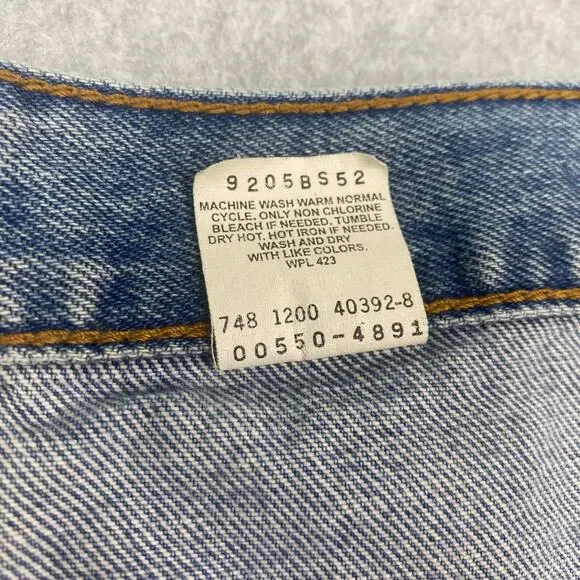 9205BS52
MACHINE WASH WARM NORMAL
CYCLE. ONLY NON CHLORINE
BLEACH IF NEEDED. TUMBLE
DRY HOT. HOT IRON IF NEEDED.
WASH AND DRY
WITH LIKE COLORS.
WPL 423
748 1200 40392-8
00550-4891